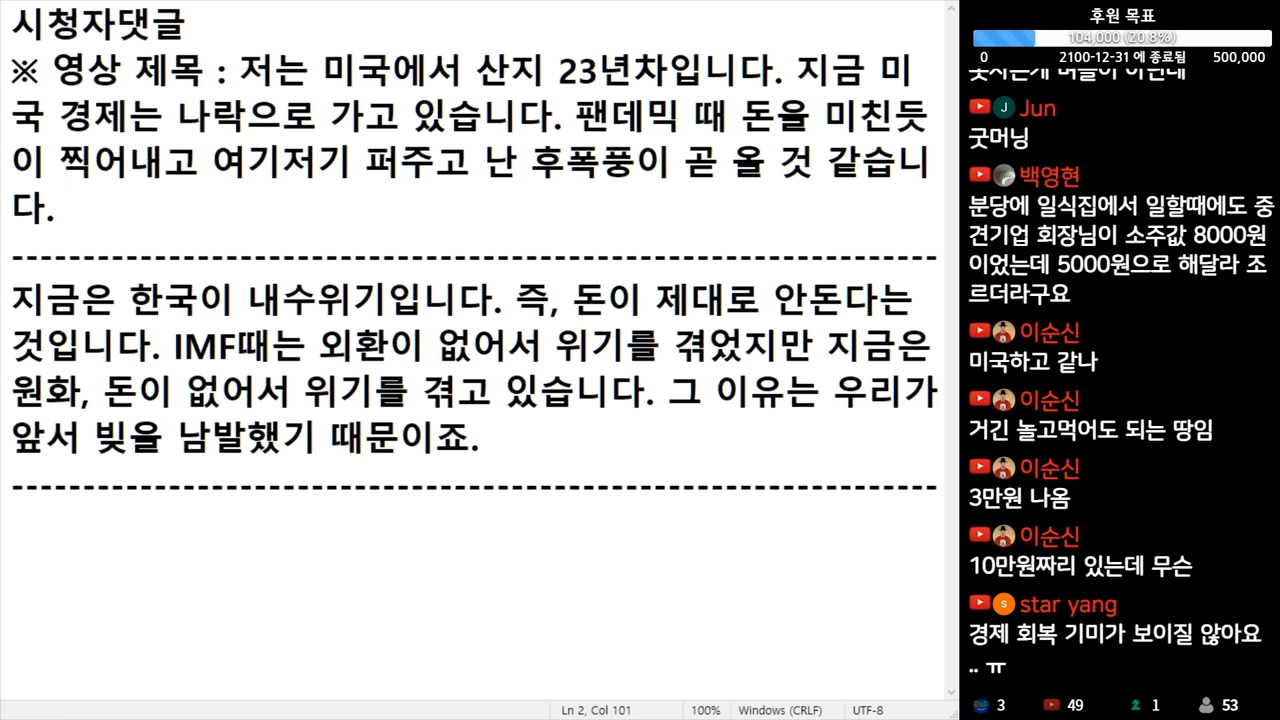 시청자댓글
※ 영상 제목 : 저는 미국에서 산지 23년차입니다. 지금 미
국 경제는 나락으로 가고 있습니다. 팬데믹 때 돈을 미친듯
이 찍어내고 여기저기 퍼주고 난 후폭풍이 곧 올 것 같습니
다.
------------------------------------------------------------------
지금은 한국이 내수위기입니다. 즉, 돈이 제대로 안돈다는
것입니다. IMF때는 외환이 없어서 위기를 겪었지만 지금은
원화, 돈이 없어서 위기를 겪고 있습니다. 그 이유는 우리가
앞서 빚을 남발했기 때문이죠.
------------------------------------------------------------------
Ln 2, Col 101 100% Windows (CRLF) UTF-8
후원 목표
104,000 (20.8%)
0 2100-12-31 에 종료됨 500,000
J Jun
굿머닝
백영현
분당에 일식집에서 일할때에도 중
견기업 회장님이 소주값 8000원
이었는데 5000원으로 해달라 조
르더라구요
이순신
미국하고 같나
이순신
거긴 놀고먹어도 되는 땅임
이순신
3만원 나옴
이순신
10만원짜리 있는데 무슨
s star yang
경제 회복 기미가 보이질 않아요
.. ㅠ
3 49 1 53